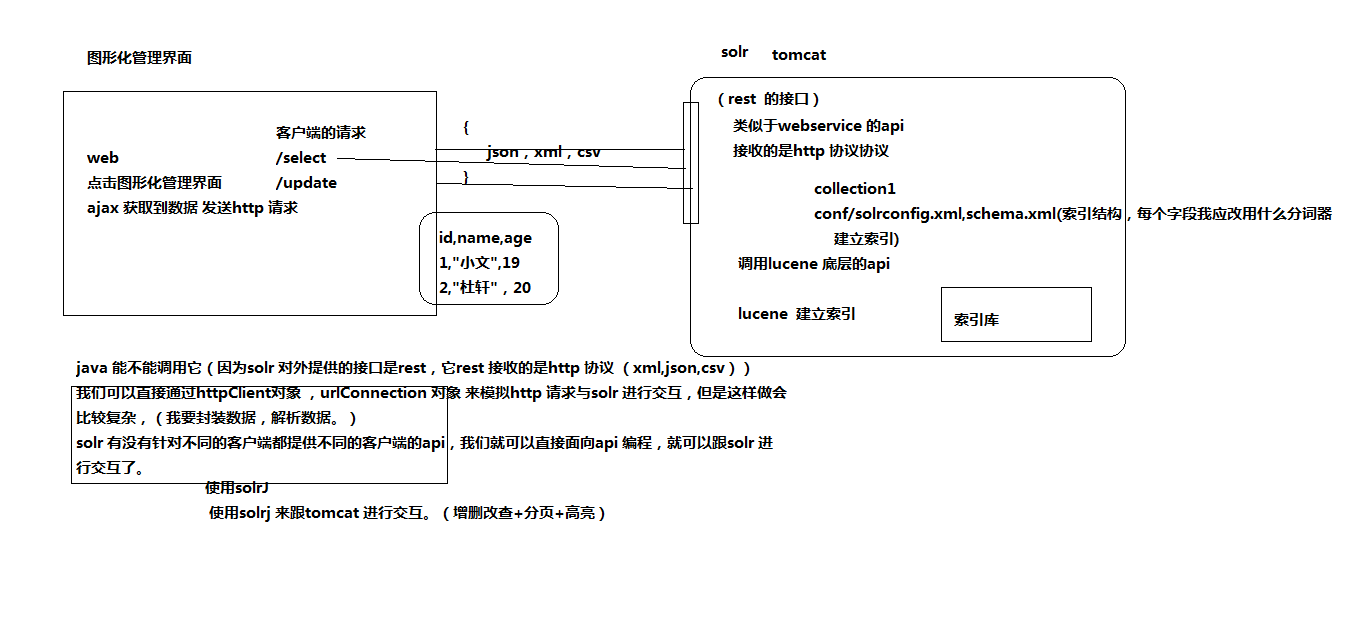 图形化管理界面
solr tomcat
（rest 的接口）
类似于webservice 的api
接收的是http 协议协议
客户端的请求
web /select
点击图形化管理界面 /update
ajax 获取到数据 发送http 请求
{
json，xml，csv
}
id,name,age
1,"小文",19
2,"杜轩"，20
collection1
conf/solrconfig.xml,schema.xml(索引结构，每个字段我应改用什么分词器
建立索引)
调用lucene 底层的api
lucene 建立索引
索引库
java 能不能调用它（因为solr 对外提供的接口是rest，它rest 接收的是http 协议 （xml,json,csv））
我们可以直接通过httpClient对象 ，urlConnection 对象 来模拟http 请求与solr 进行交互，但是这样做会
比较复杂，（我要封装数据，解析数据。）
solr 有没有针对不同的客户端都提供不同的客户端的api，我们就可以直接面向api 编程，就可以跟solr 进
行交互了。
使用solrJ
使用solrj 来跟tomcat 进行交互。（增删改查+分页+高亮）